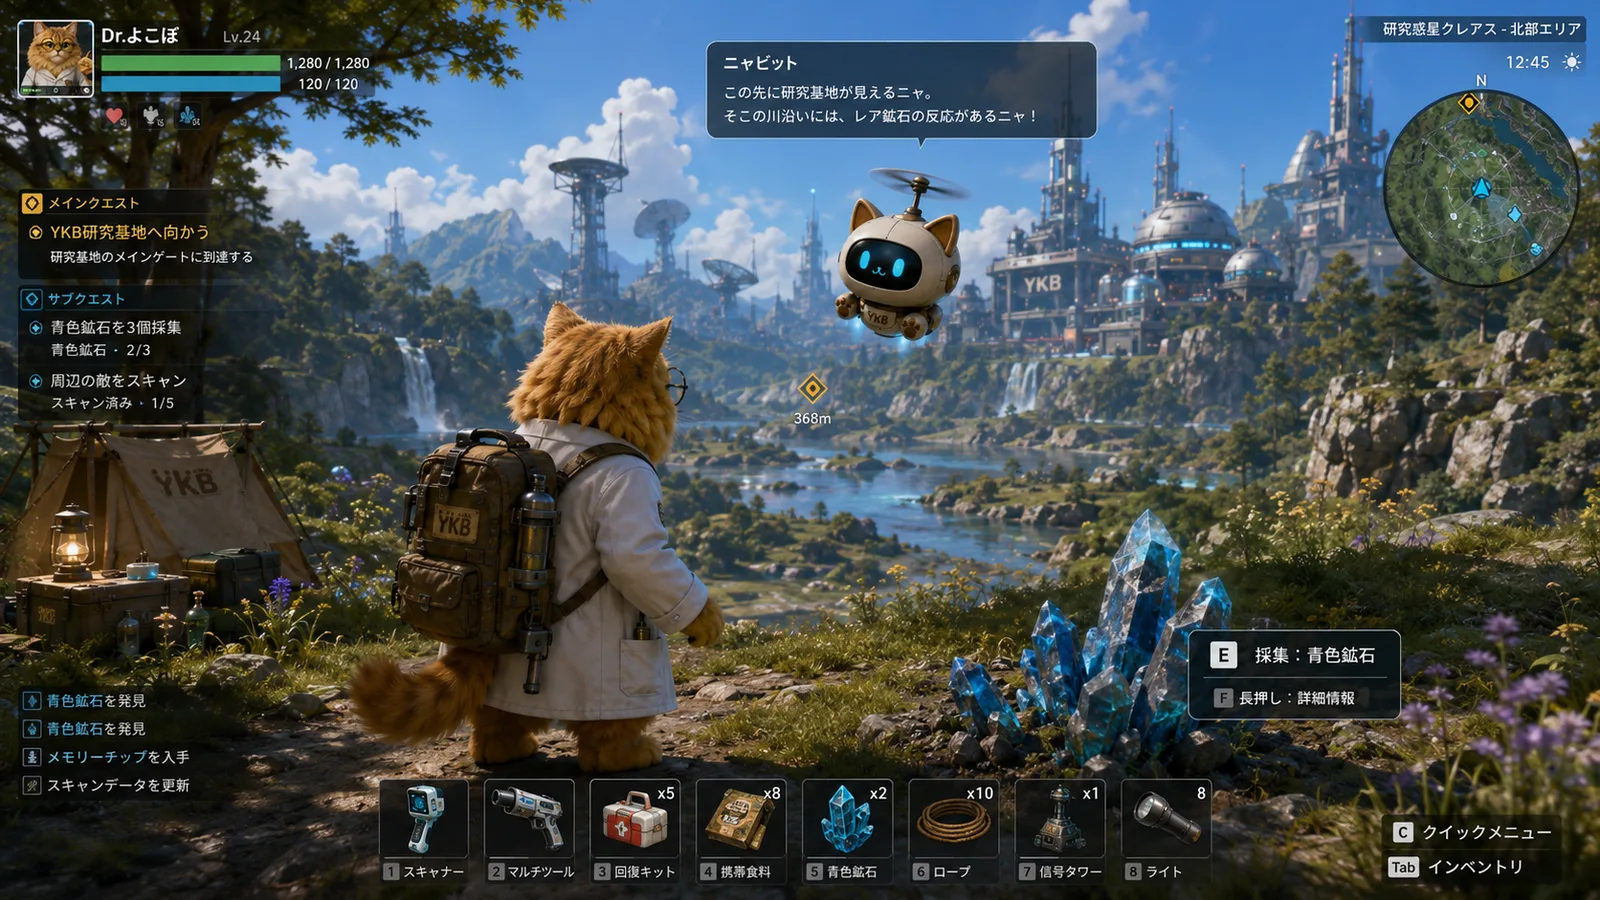 Dr.よこぼ
Lv.24
1,280 / 1,280
120 / 120
メインクエスト
YKB研究基地へ向かう
研究基地のメインゲートに到達する
サブクエスト
青色鉱石を3個採集
青色鉱石 · 2/3
周辺の敵をスキャン
スキャン済み · 1/5
ニャビット
この先に研究基地が見えるニャ。
そこの川沿いには、レア鉱石の反応があるニャ！
研究惑星クレアス - 北部エリア
12:45
N
YKB
YKB
368m
YKB
YKB
E 採集：青色鉱石
F 長押し：詳細情報
青色鉱石を発見
青色鉱石を発見
メモリーチップを入手
スキャンデータを更新
1 スキャナー
2 マルチツール
x5
3 回復キット
x8
4 携帯食料
x2
5 青色鉱石
x10
6 ロープ
x1
7 信号タワー
8
8 ライト
C クイックメニュー
Tab インベントリ